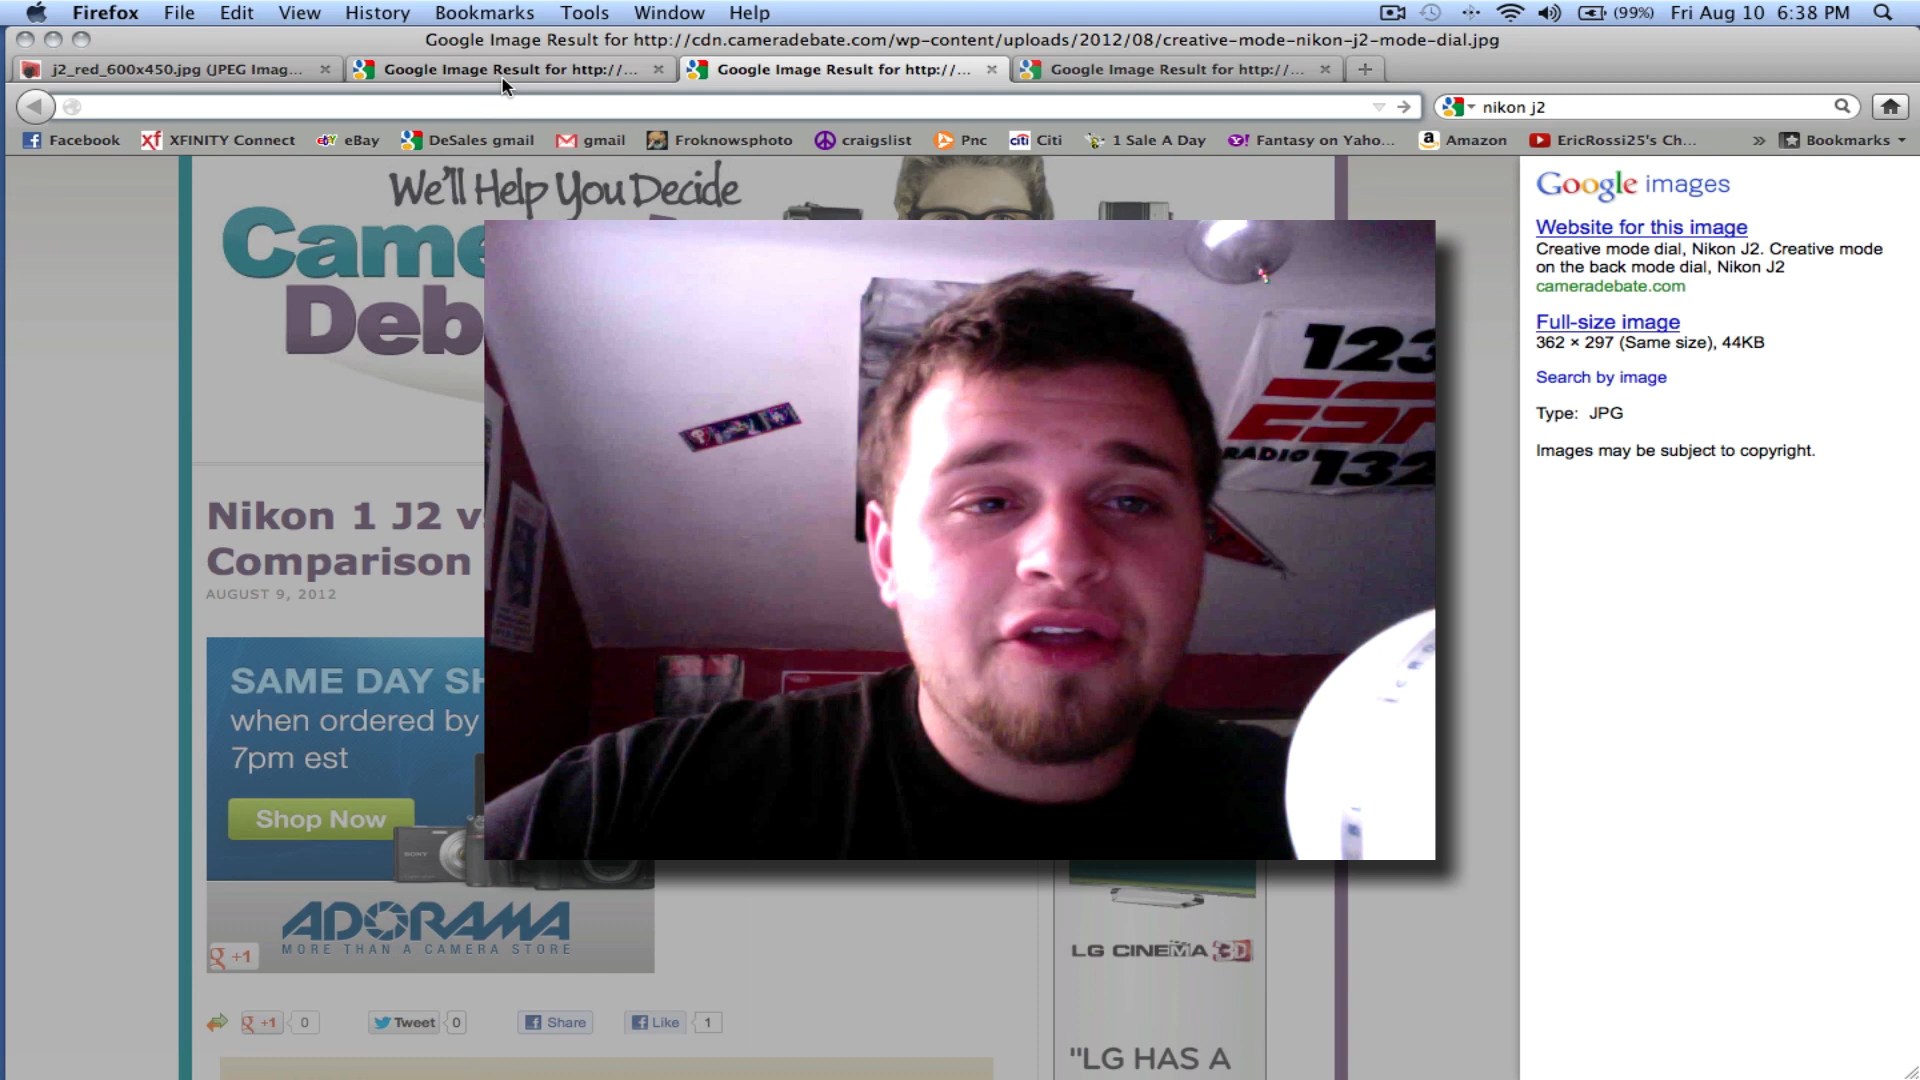 Firefox File Edit View History Bookmarks Tools Window Help (99%) Fri Aug 10 6:38 PM
Google Image Result for http://cdn.cameradebate.com/wp-content/uploads/2012/08/creative-mode-nikon-j2-mode-dial.jpg
j2_red_600x450.jpg (JPEG Imag... Google Image Result for http://... Google Image Result for http://... Google Image Result for http://...
nikon j2
Facebook XFINITY Connect eBay DeSales gmail gmail Froknowsphoto craigslist Pnc citi Citi 1 Sale A Day Fantasy on Yaho... Amazon EricRossi25's Ch... » Bookmarks
We'll Help You Decide
Came
Deb
Nikon 1 J2 v
Comparison
AUGUST 9, 2012
SAME DAY SH
when ordered by
7pm est
Shop Now
SONY
ADORAMA
MORE THAN A CAMERA STORE
+1
+1 0 Tweet 0 Share Like 1
123
ESPN
RADIO 132
LG CINEMA 3D
"LG HAS A
Google images
Website for this image
Creative mode dial, Nikon J2. Creative mode
on the back mode dial, Nikon J2
cameradebate.com
Full-size image
362 × 297 (Same size), 44KB
Search by image
Type: JPG
Images may be subject to copyright.